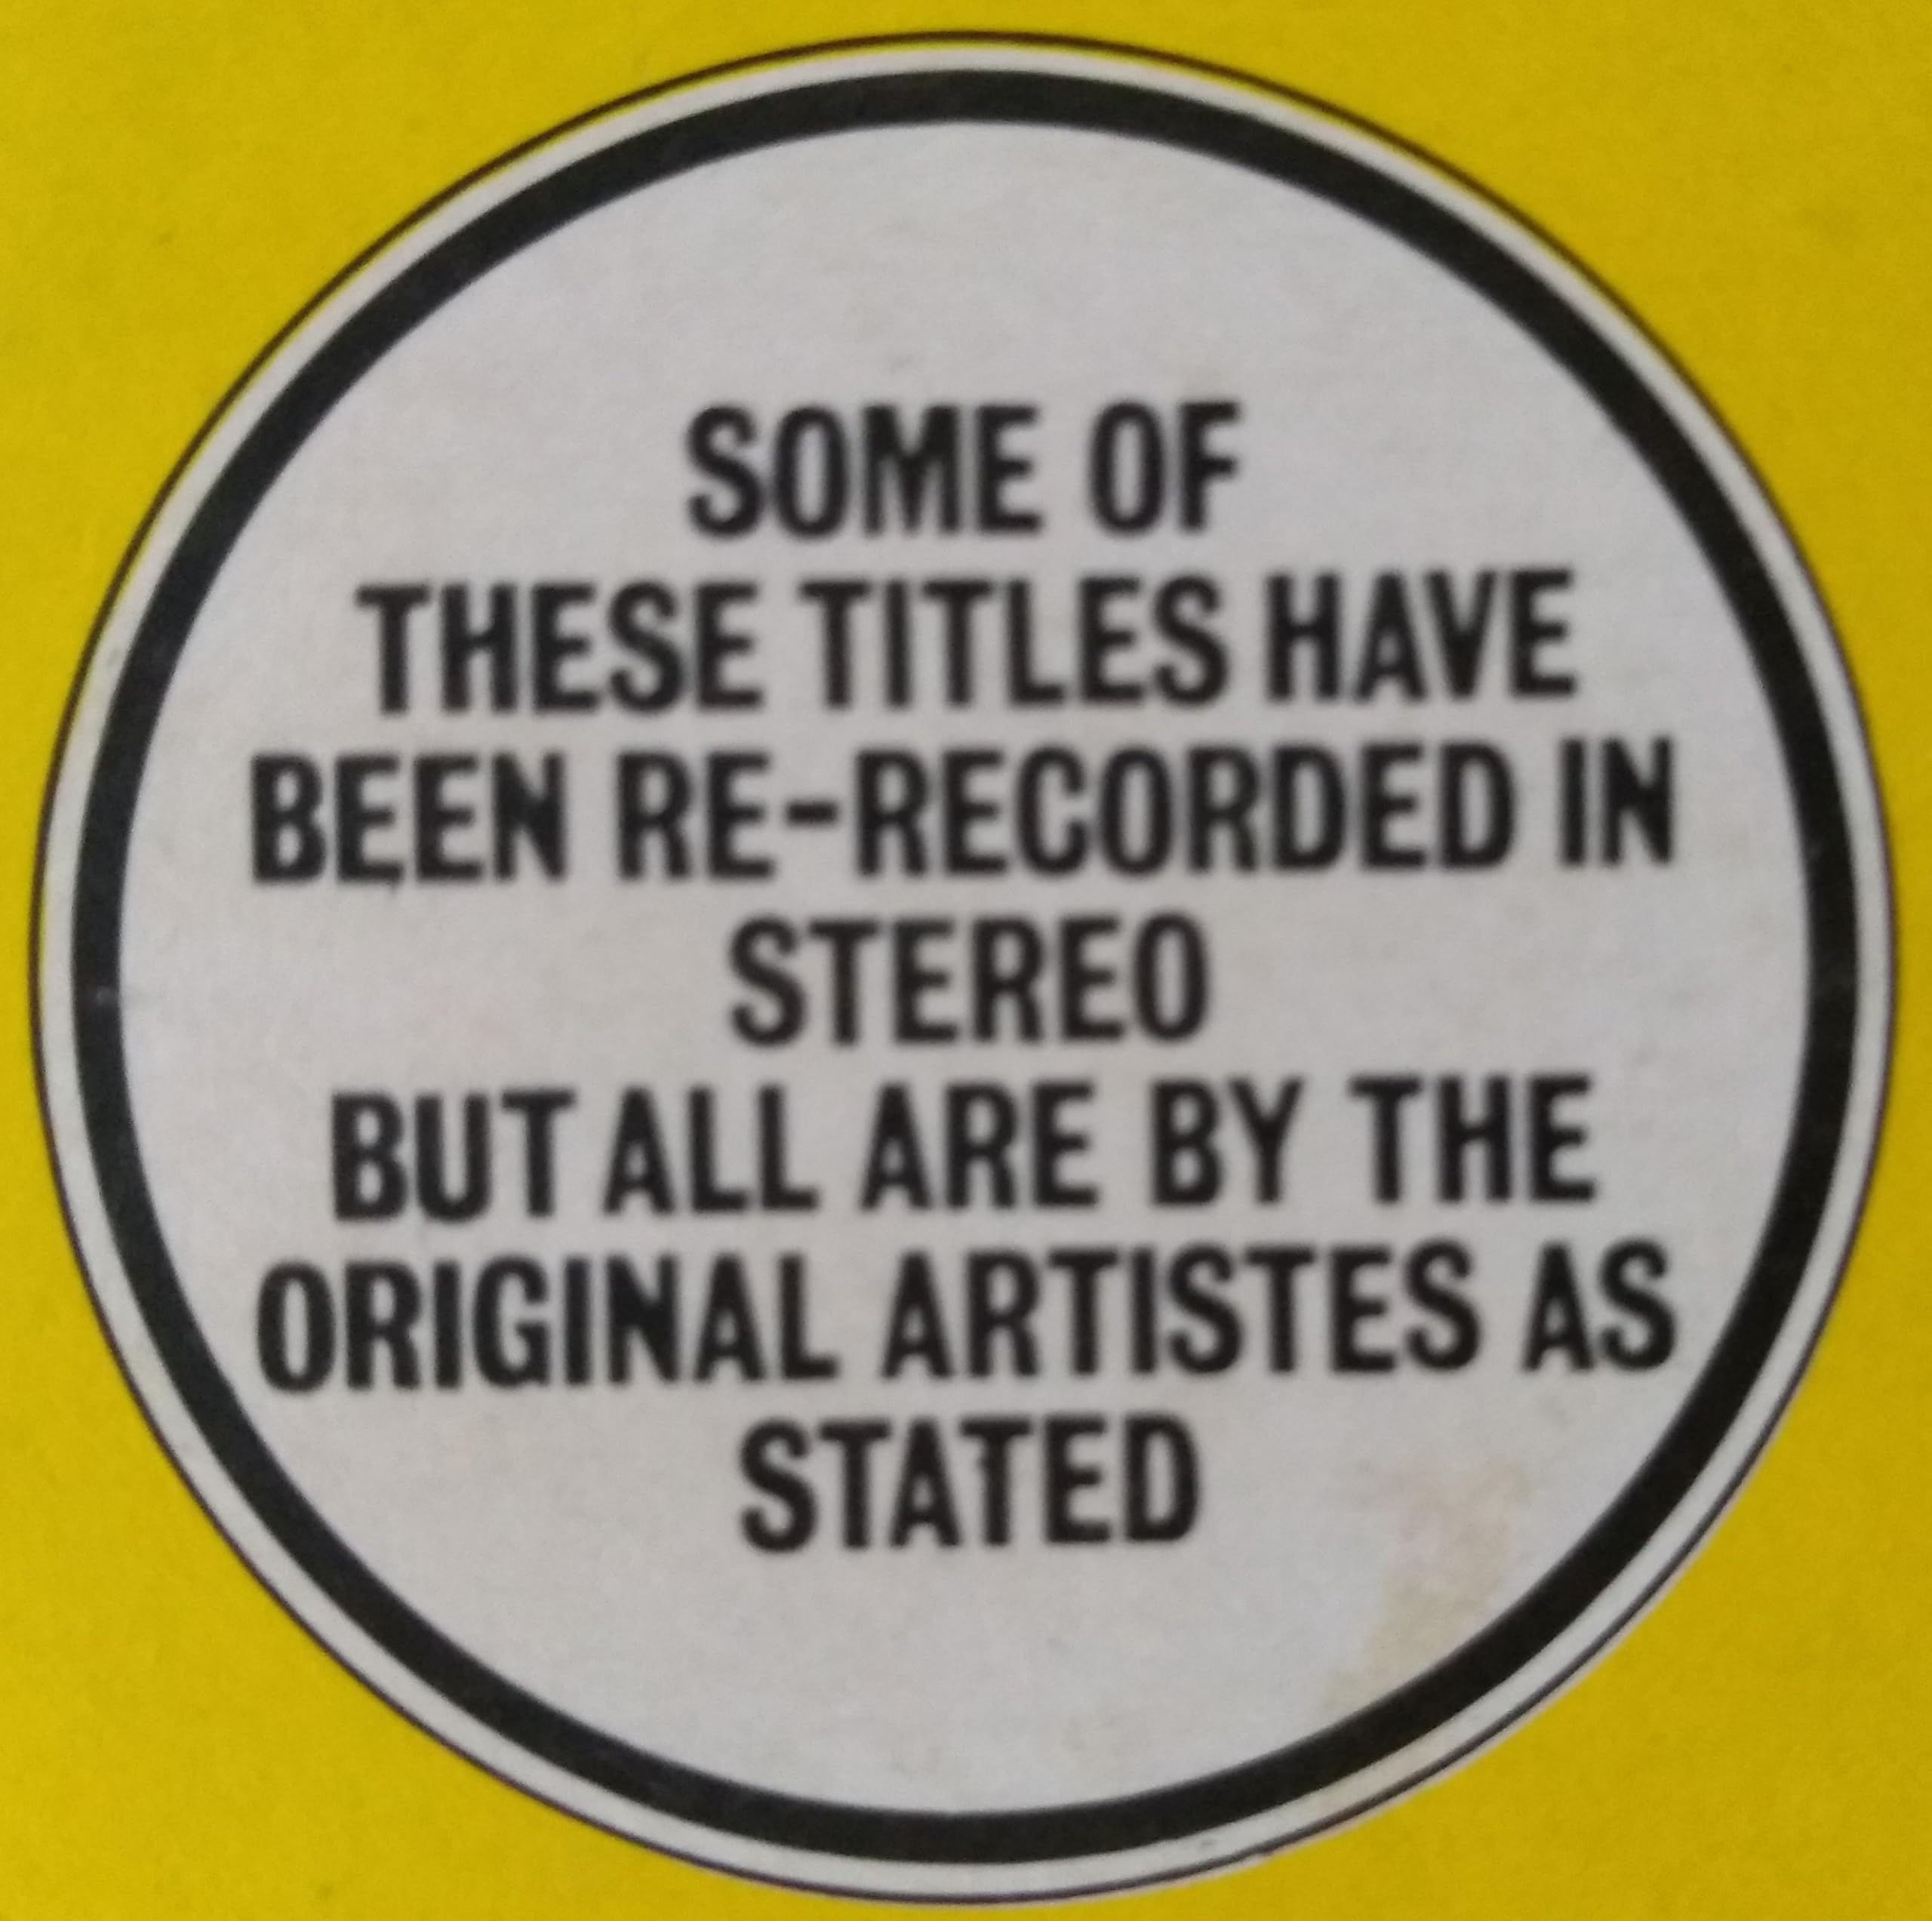 SOME OF
THESE TITLES HAVE
BEEN RE-RECORDED IN
STEREO
BUT ALL ARE BY THE
ORIGINAL ARTISTES AS
STATED